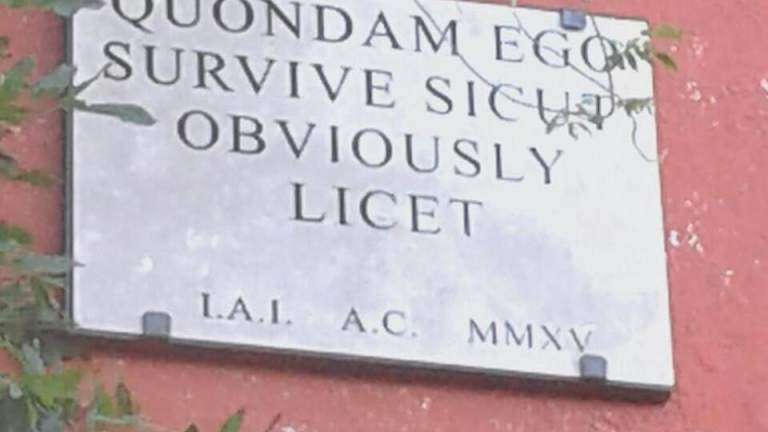 QUONDAM EGO
SURVIVE SICUT
OBVIOUSLY
LICET
I.A.I. A.C. MMXV